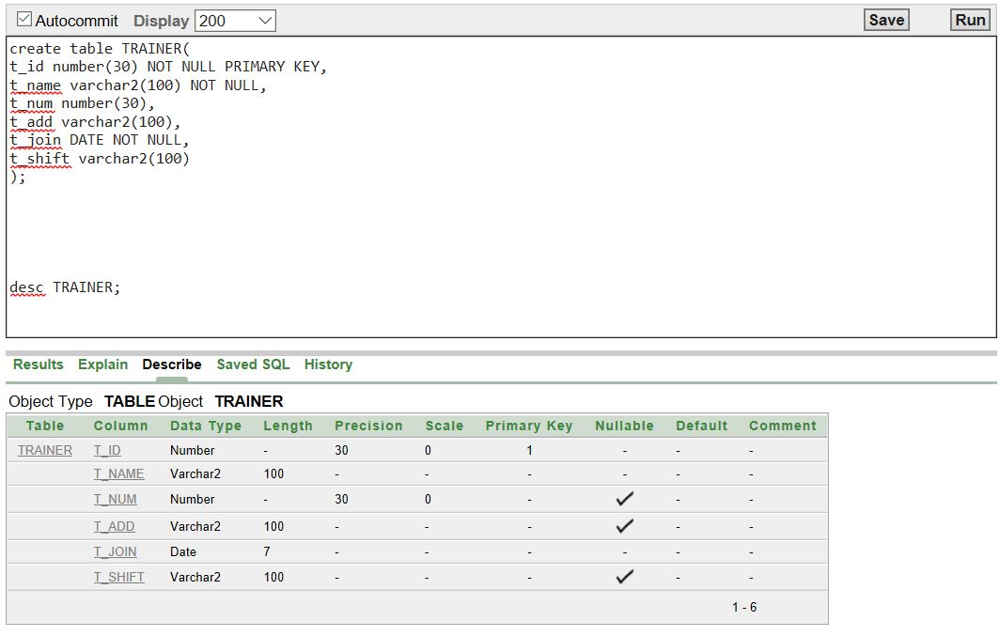 Autocommit Display 200 Save Run
create table TRAINER(
t_id number(30) NOT NULL PRIMARY KEY,
t_name varchar2(100) NOT NULL,
t_num number(30),
t_add varchar2(100),
t_join DATE NOT NULL,
t_shift varchar2(100)
);
desc TRAINER;
Results Explain Describe Saved SQL History
Object Type TABLE Object TRAINER
Table Column Data Type Length Precision Scale Primary Key Nullable Default Comment
TRAINER T_ID Number - 30 0 1 - - -
T_NAME Varchar2 100 - - - - - -
T_NUM Number - 30 0 - - -
T_ADD Varchar2 100 - - - - -
T_JOIN Date 7 - - - - - -
T_SHIFT Varchar2 100 - - - - -
1 - 6